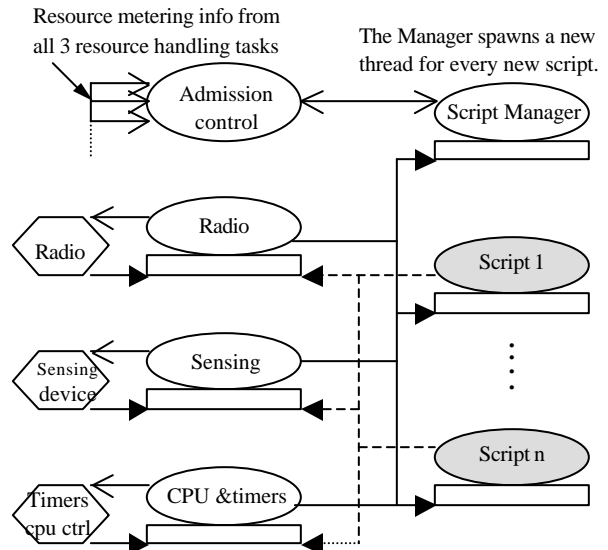 Resource metering info from
all 3 resource handling tasks
The Manager spawns a new
thread for every new script.
Admission
control
Script Manager
Radio
Radio
Script 1
Sensing
device
Sensing
Script n
Timers
cpu ctrl
CPU &timers